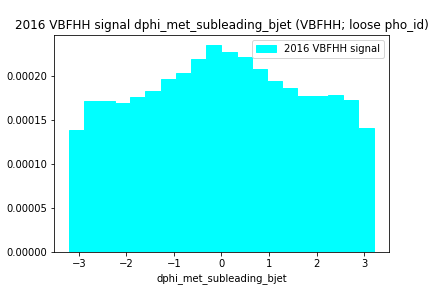 2016 VBFHH signal dphi_met_subleading_bjet (VBFHH; loose pho_id)
2016 VBFHH signal
0.00020
0.00015
0.00010
0.00005
0.00000
−3 −2 −1 0 1 2 3
dphi_met_subleading_bjet